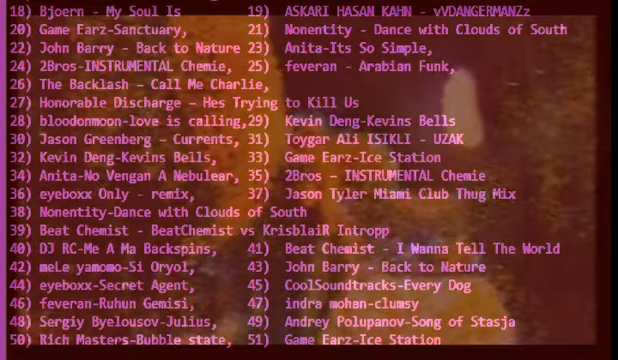 18) Bjoern - My Soul Is 19) ASKARI HASAN KAHN - vVDANGERMANZz
20) Game Earz-Sanctuary, 21) Nonentity - Dance with Clouds of South
22) John Barry - Back to Nature 23) Anita-Its So Simple,
24) 2Bros-INSTRUMENTAL Chemie, 25) feveran - Arabian Funk,
26) The Backlash - Call Me Charlie,
27) Honorable Discharge - Hes Trying to Kill Us
28) bloodonmoon-love is calling,29) Kevin Deng-Kevins Bells
30) Jason Greenberg - Currents, 31) Toygar Ali ISIKLI - UZAK
32) Kevin Deng-Kevins Bells, 33) Game Earz-Ice Station
34) Anita-No Vengan A Nebulear, 35) 2Bros - INSTRUMENTAL Chemie
36) eyeboxx Only - remix, 37) Jason Tyler Miami Club Thug Mix
38) Nonentity-Dance with Clouds of South
39) Beat Chemist - BeatChemist vs KrisblaiR Intropp
40) DJ RC-Me A Ma Backspins, 41) Beat Chemist - I Wanna Tell The World
42) meLe yamomo-Si Oryol, 43) John Barry - Back to Nature
44) eyeboxx-Secret Agent, 45) CoolSoundtracks-Every Dog
46) feveran-Ruhun Gemisi, 47) indra mohan-clumsy
48) Sergiy Byelousov-Julius, 49) Andrey Polupanov-Song of Stasja
50) Rich Masters-Bubble state, 51) Game Earz-Ice Station